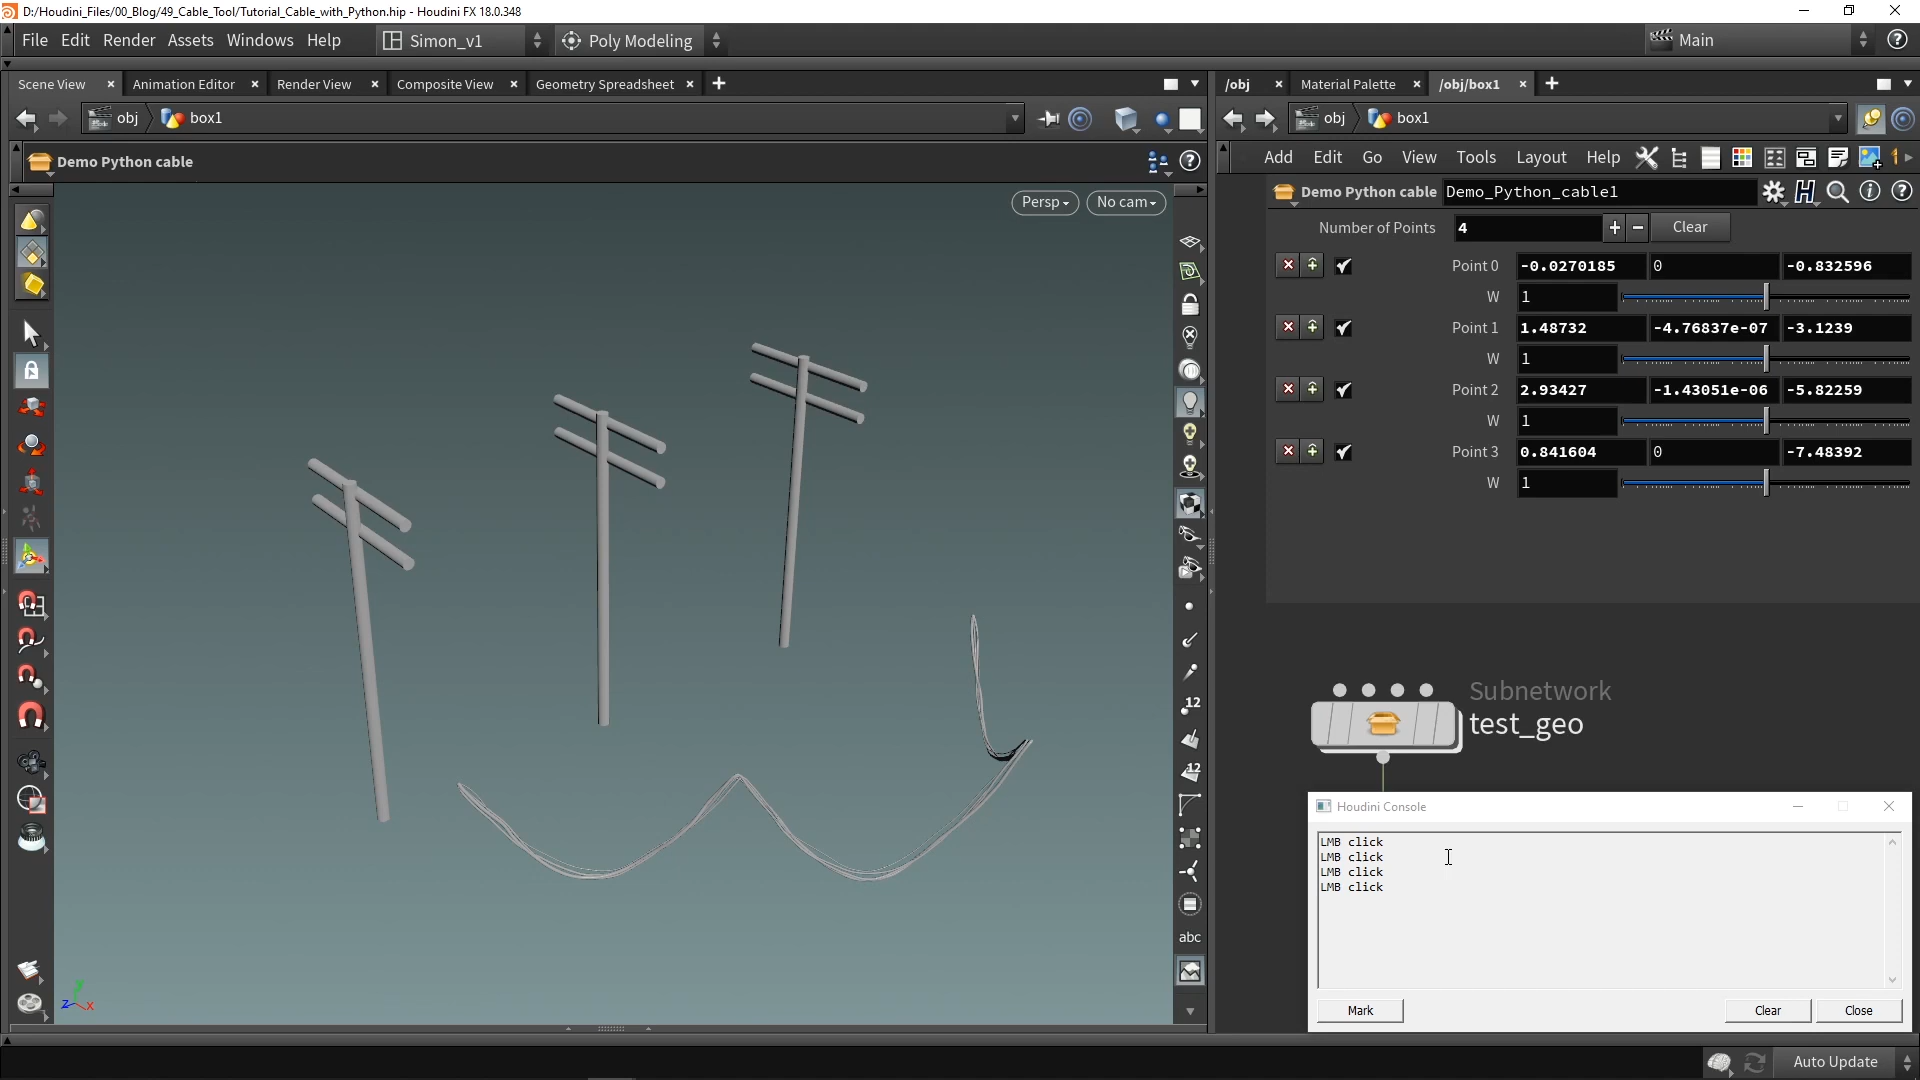 D:/Houdini_Files/00_Blog/49_Cable_Tool/Tutorial_Cable_with_Python.hip - Houdini FX 18.0.348
File Edit Render Assets Windows Help Simon_v1 Poly Modeling Main
Scene View Animation Editor Render View Composite View Geometry Spreadsheet
/obj Material Palette /obj/box1
obj box1
obj box1
Demo Python cable
Add Edit Go View Tools Layout Help
Persp No cam
Demo Python cable Demo_Python_cable1
Number of Points 4 Clear
Point 0 -0.0270185 0 -0.832596
W 1
Point 1 1.48732 -4.76837e-07 -3.1239
W 1
Point 2 2.93427 -1.43051e-06 -5.82259
W 1
Point 3 0.841604 0 -7.48392
W 1
12
12
abc
z y x
Subnetwork
test_geo
Houdini Console
LMB click
LMB click
LMB click
LMB click
Mark Clear Close
Auto Update